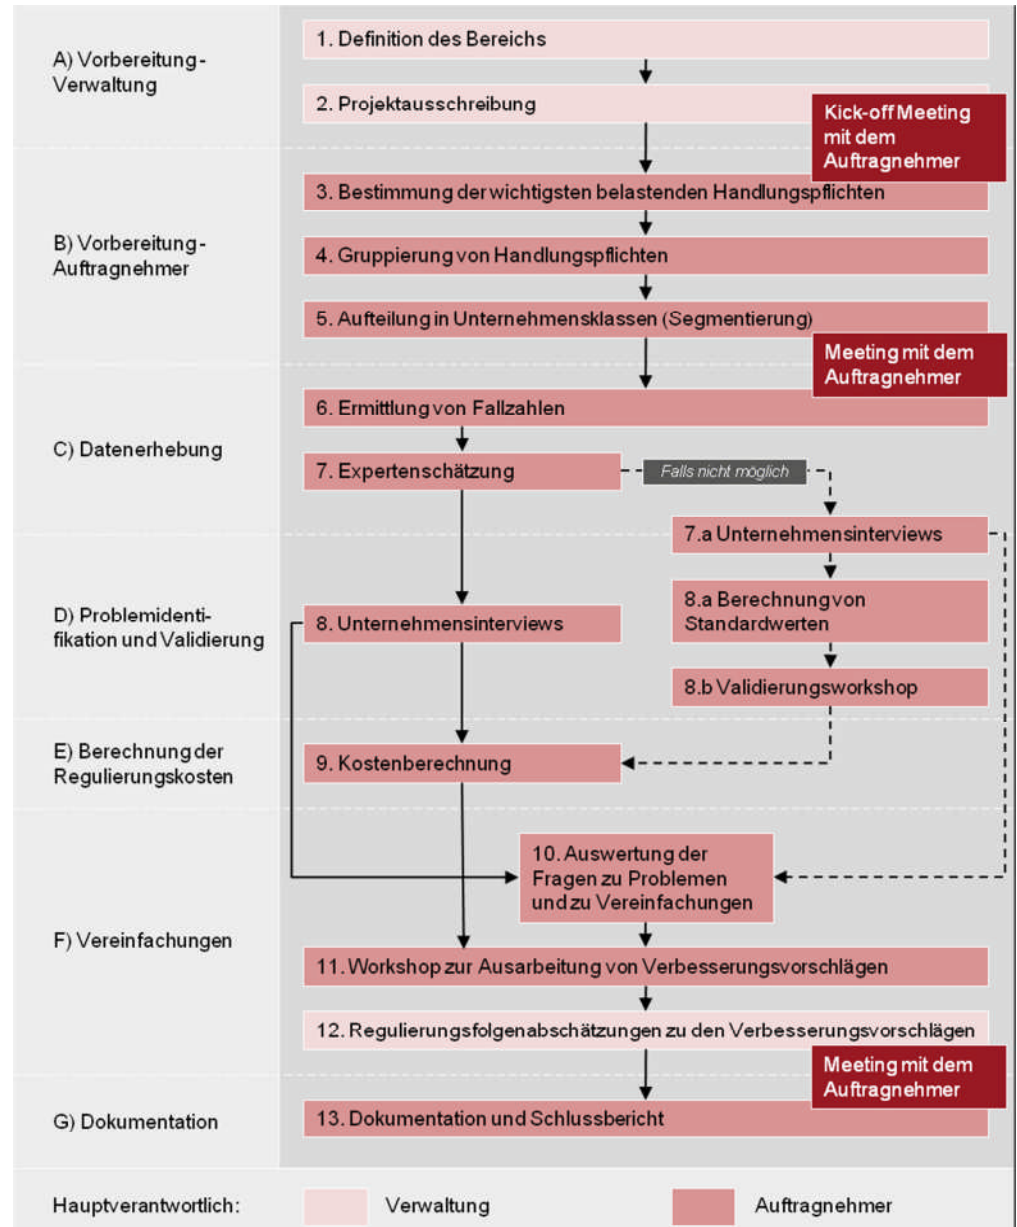 A) Vorbereitung-
Verwaltung
1. Definition des Bereichs
2. Projektausschreibung
Kick-off Meeting
mit dem
Auftragnehmer
B) Vorbereitung-
Auftragnehmer
3. Bestimmung der wichtigsten belastenden Handlungspflichten
4. Gruppierung von Handlungspflichten
5. Aufteilung in Unternehmensklassen (Segmentierung)
Meeting mit dem
Auftragnehmer
C) Datenerhebung
6. Ermittlung von Fallzahlen
7. Expertenschätzung
Falls nicht möglich
7.a Unternehmensinterviews
D) Problemidenti-
fikation und Validierung
8. Unternehmensinterviews
8.a Berechnung von
Standardwerten
8.b Validierungsworkshop
E) Berechnung der
Regulierungskosten
9. Kostenberechnung
F) Vereinfachungen
10. Auswertung der
Fragen zu Problemen
und zu Vereinfachungen
11. Workshop zur Ausarbeitung von Verbesserungsvorschlägen
12. Regulierungsfolgenabschätzungen zu den Verbesserungsvorschlägen
Meeting mit dem
Auftragnehmer
G) Dokumentation
13. Dokumentation und Schlussbericht
Hauptverantwortlich:
Verwaltung
Auftragnehmer